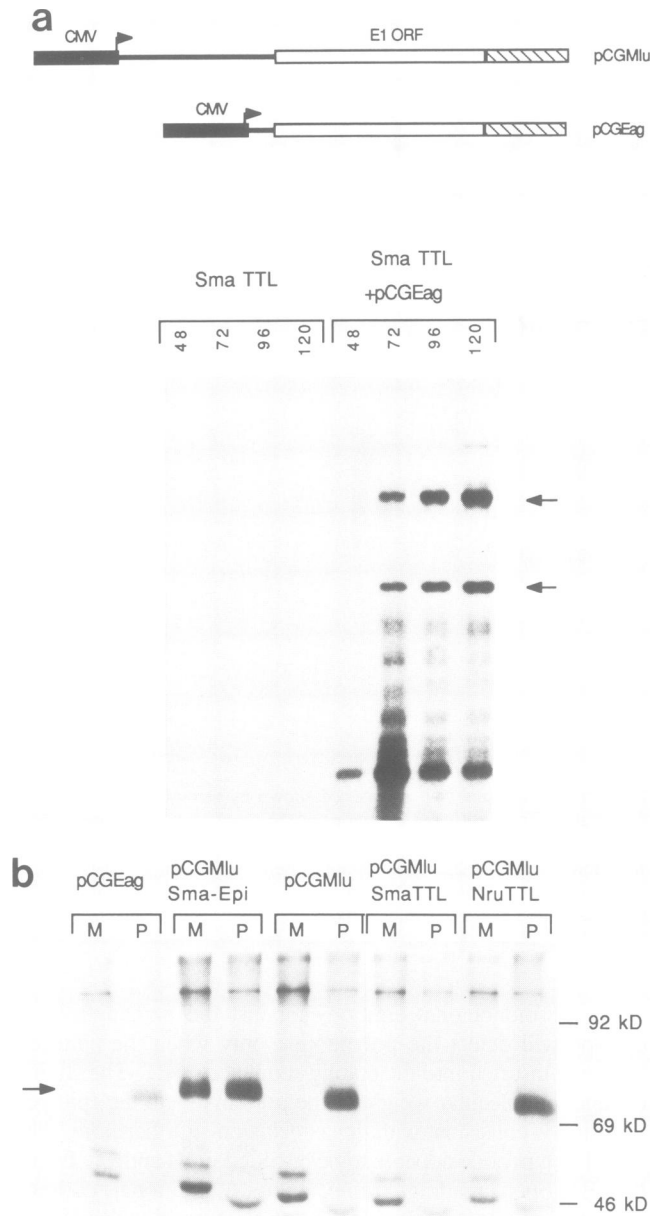 a
CMV
E1 ORF
pCGMlu
CMV
pCGEag
Sma TTL
Sma TTL
+pCGEag
48 72 96 120 48 72 96 120
b
pCGEag
pCGMlu
Sma-Epi
pCGMlu
pCGMlu
SmaTTL
pCGMlu
NruTTL
M P M P M P M P M P
92 kD
69 kD
46 kD